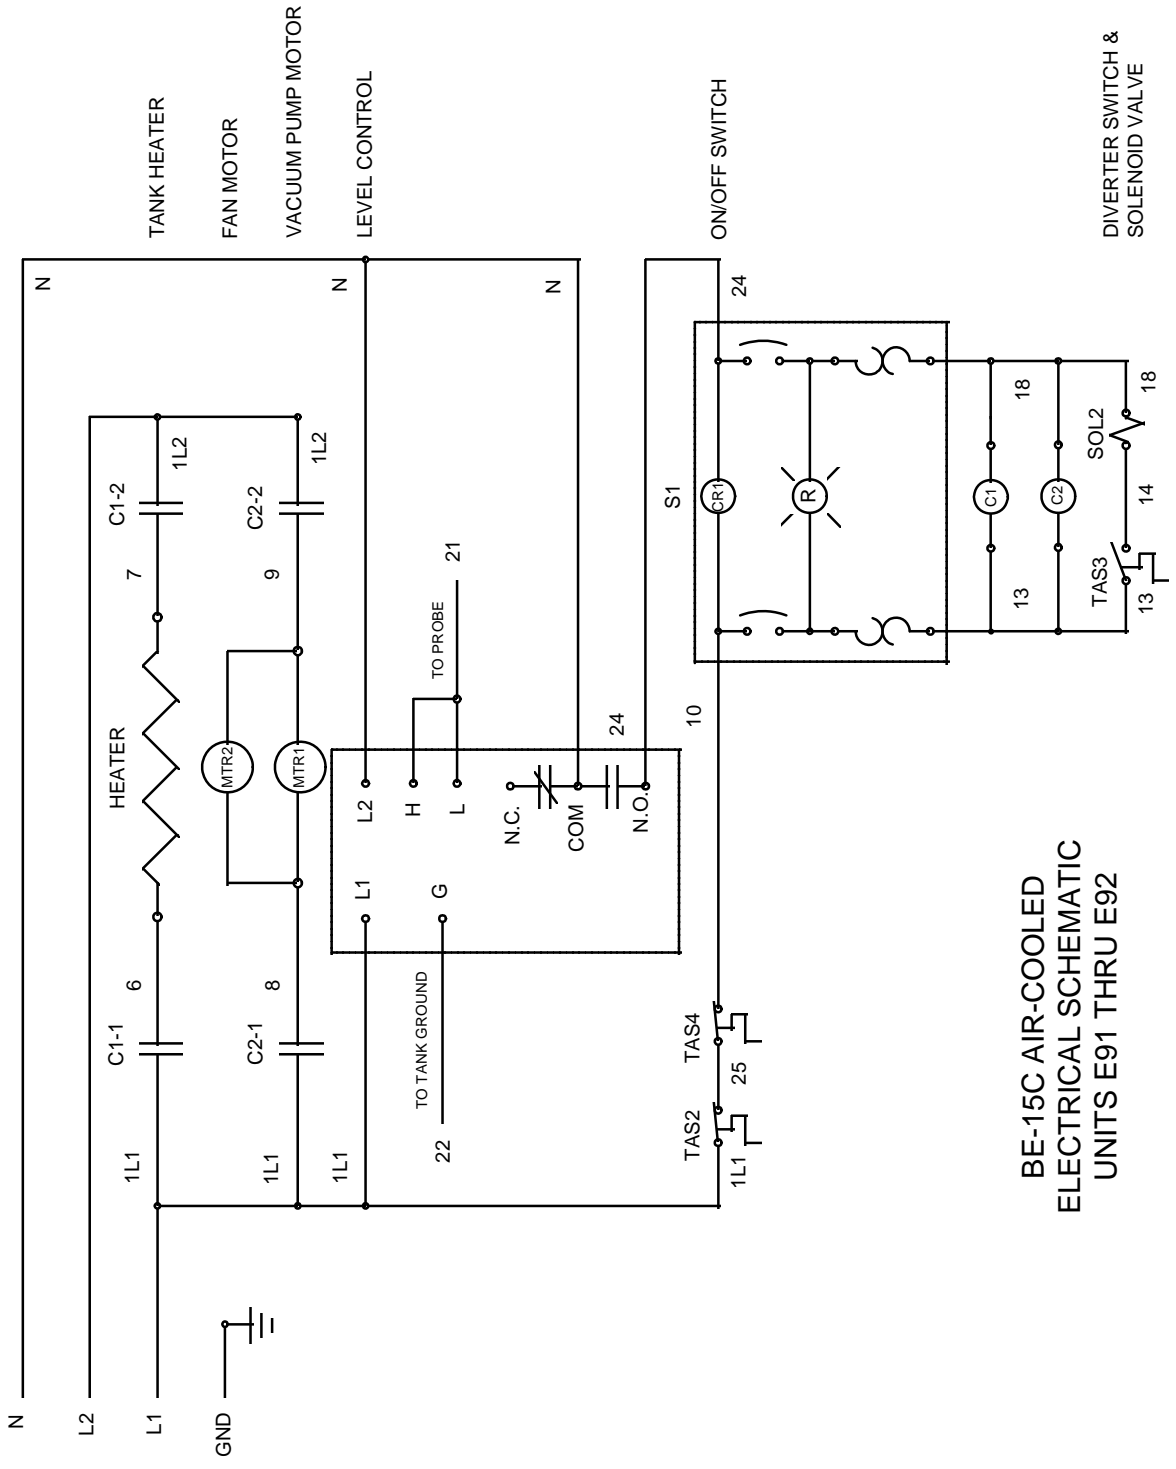 N
L2
L1
GND
1L1
C1-1
6
HEATER
7
C1-2
1L2
N
TANK HEATER
MTR2
FAN MOTOR
1L1
C2-1
8
MTR1
9
C2-2
1L2
VACUUM PUMP MOTOR
1L1
L1
L2
N
LEVEL CONTROL
22
TO TANK GROUND
G
H
L
TO PROBE
21
N.C.
COM
N
N.O.
24
1L1
TAS2
25
TAS4
10
S1
CR1
24
ON/OFF SWITCH
R
C1
13
18
C2
13
TAS3
14
SOL2
18
DIVERTER SWITCH &
SOLENOID VALVE
BE-15C AIR-COOLED
ELECTRICAL SCHEMATIC
UNITS E91 THRU E92